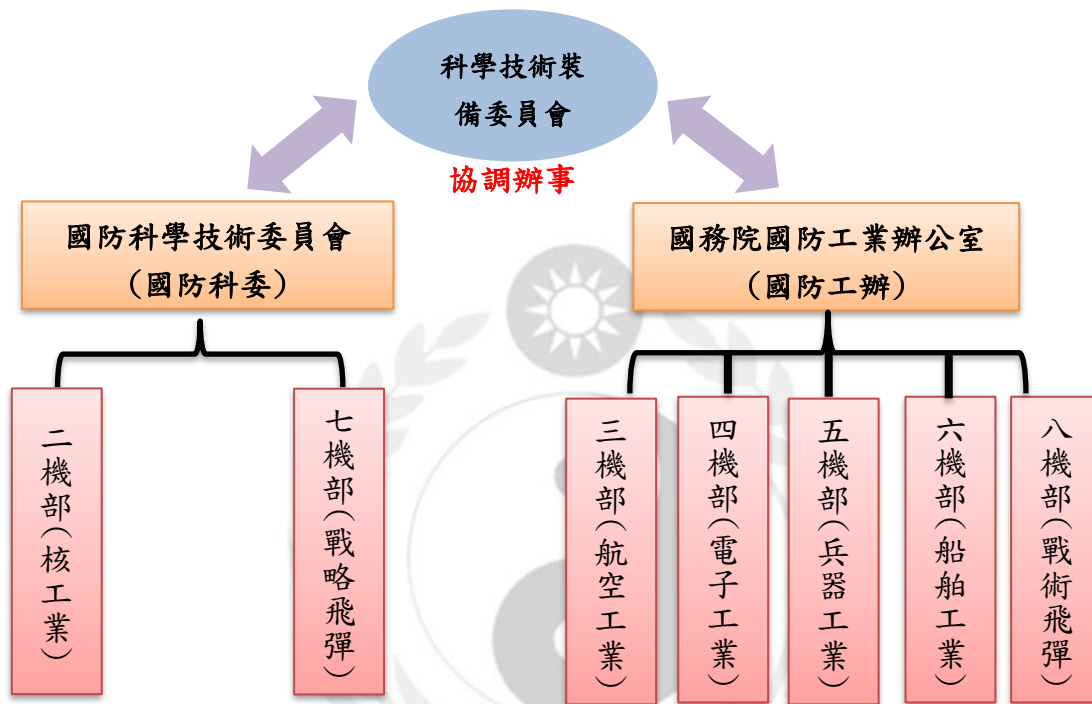 科學技術裝
備委員會
協調辦事
國防科學技術委員會
（國防科委）
國務院國防工業辦公室
（國防工辦）
二機部（核工業）
七機部（戰略飛彈）
三機部（航空工業）
四機部（電子工業）
五機部（兵器工業）
六機部（船舶工業）
八機部（戰術飛彈）